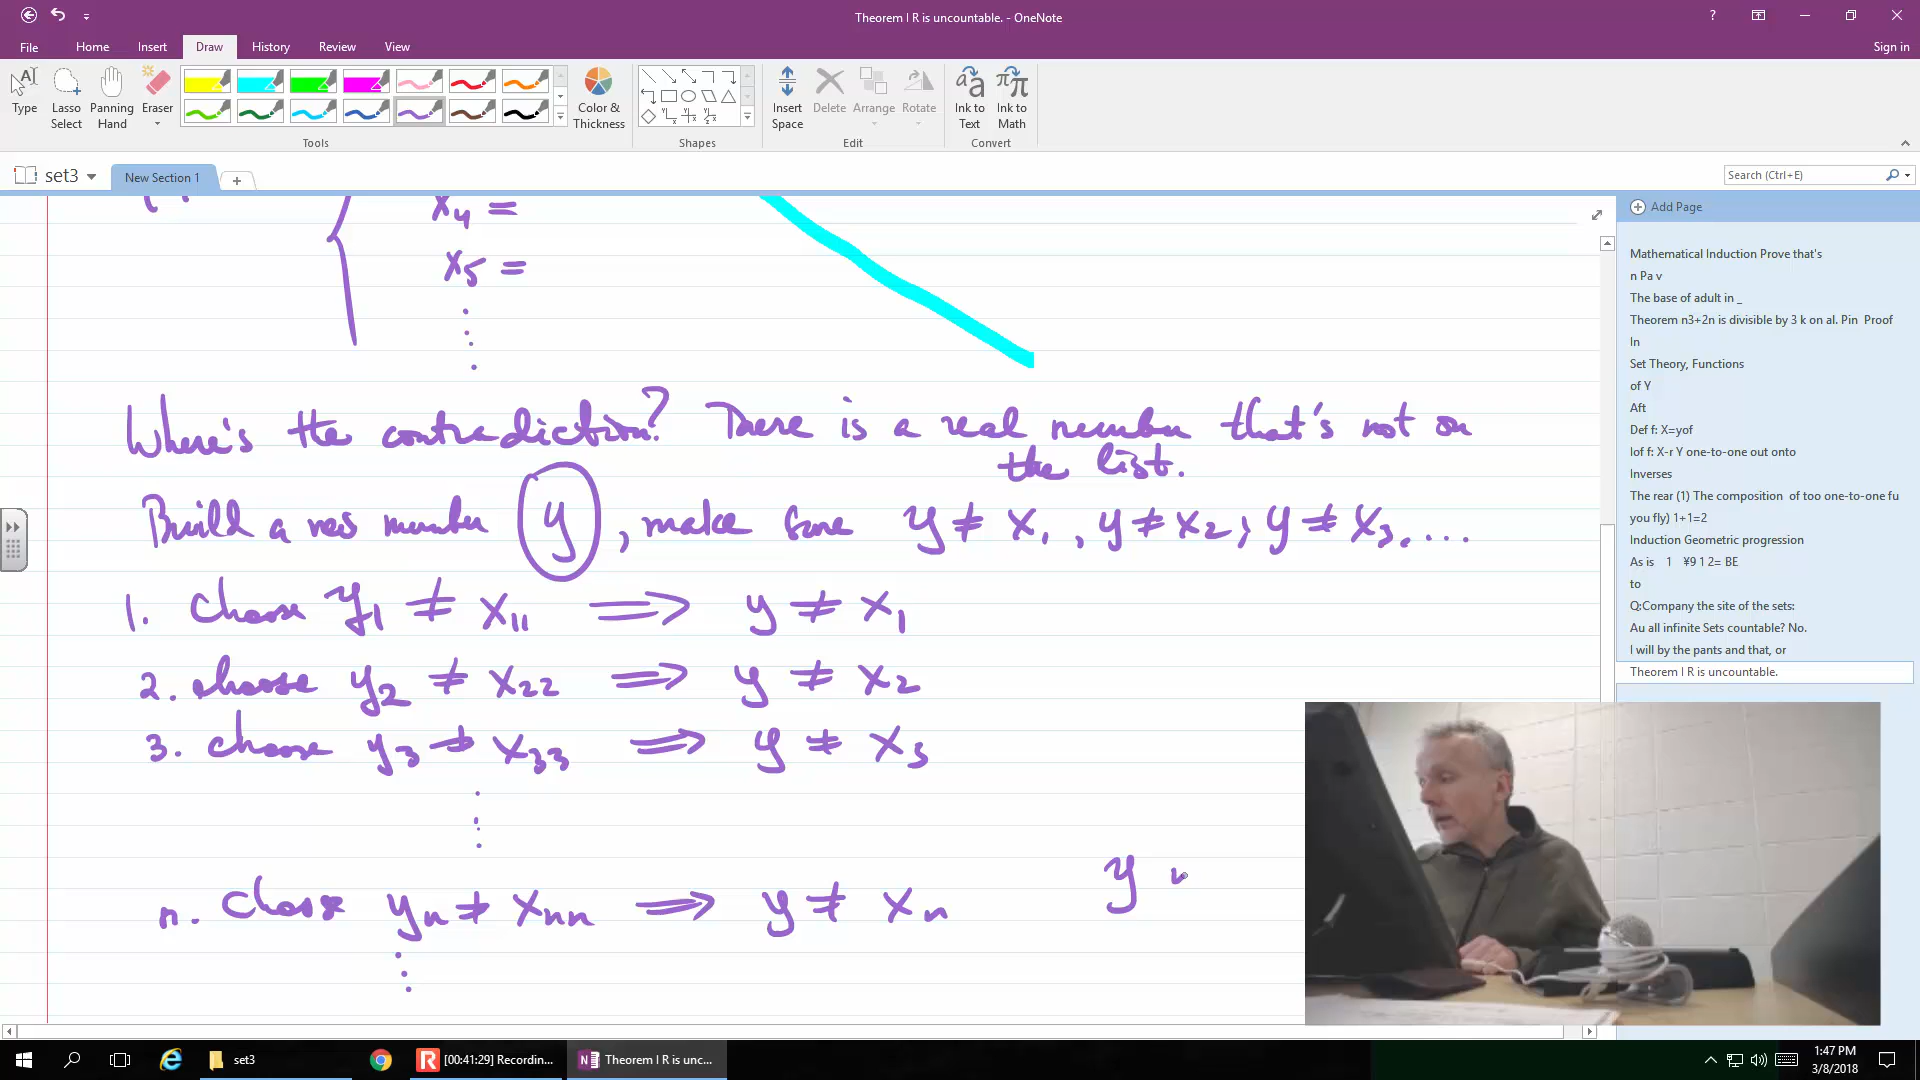 Theorem I R is uncountable. - OneNote
?
File Home Insert Draw History Review View
Sign in
Type
Lasso Select
Panning Hand
Eraser
Color & Thickness
Insert Space
Delete
Arrange
Rotate
Ink to Text
Ink to Math
Tools
Shapes
Edit
Convert
set3
New Section 1
Search (Ctrl+E)
x4 =
x5 =
Where's the contradiction? There is a real number that's not on
the list.
Build a new number y, make sure y ≠ x1, y ≠ x2, y ≠ x3, ...
1. choose y1 ≠ x11 ⟹ y ≠ x1
2. choose y2 ≠ x22 ⟹ y ≠ x2
3. choose y3 ≠ x33 ⟹ y ≠ x3
n. choose yn ≠ xnn ⟹ y ≠ xn
y
Add Page
Mathematical Induction Prove that's
n Pa v
The base of adult in _
Theorem n3+2n is divisible by 3 k on al. Pin Proof
In
Set Theory, Functions
of Y
Aft
Def f: X=yof
Iof f: X-r Y one-to-one out onto
Inverses
The rear (1) The composition of too one-to-one fu
you fly) 1+1=2
Induction Geometric progression
As is 1 ¥9 1 2= BE
to
Q:Company the site of the sets:
Au all infinite Sets countable? No.
I will by the pants and that, or
Theorem I R is uncountable.
set3
[00:41:29] Recordin...
Theorem I R is unc...
1:47 PM
3/8/2018